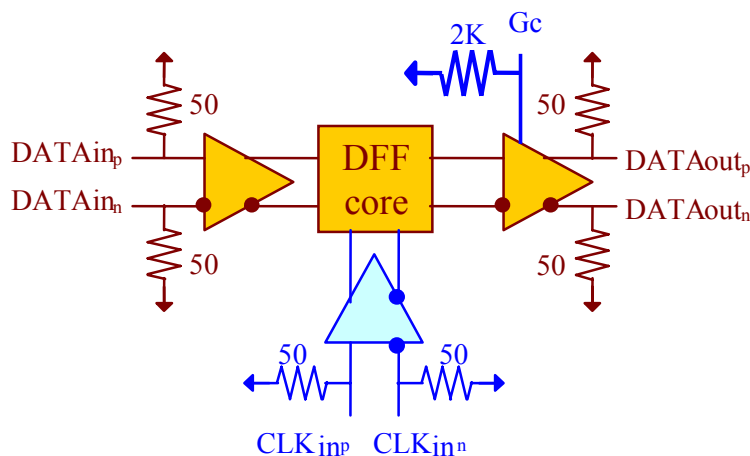 Gc
2K
50
50
DATAinp
DFF
core
DATAoutp
DATAinn
DATAoutn
50
50
50
50
CLKinp
CLKinn